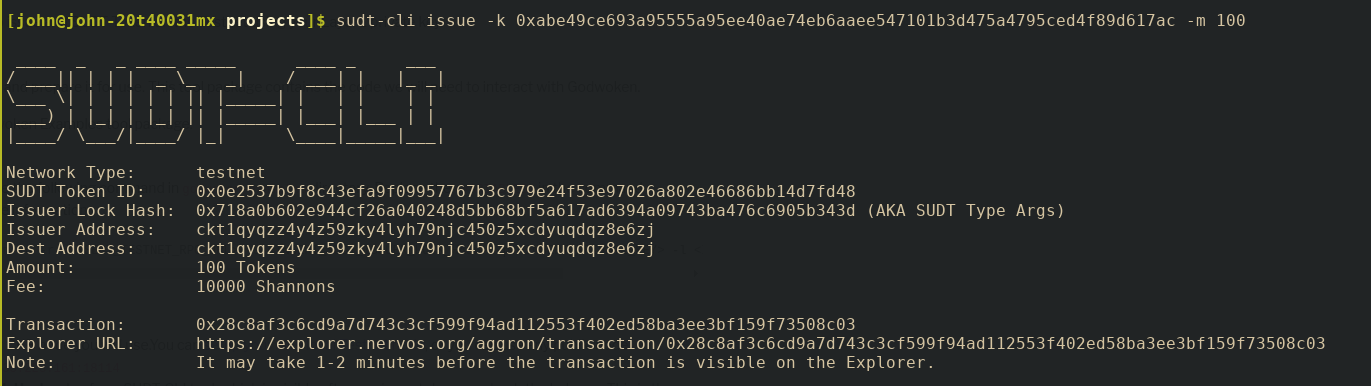 [john@john-20t40031mx projects]$ sudt-cli issue -k 0xabe49ce693a95555a95ee40ae74eb6aaee547101b3d475a4795ced4f89d617ac -m 100
SUDT-CLI
Network Type: testnet
SUDT Token ID: 0x0e2537b9f8c43efa9f09957767b3c979e24f53e97026a802e46686bb14d7fd48
Issuer Lock Hash: 0x718a0b602e944cf26a040248d5bb68bf5a617ad6394a09743ba476c6905b343d (AKA SUDT Type Args)
Issuer Address: ckt1qyqzz4y4z59zky4lyh79njc450z5xcdyuqdqz8e6zj
Dest Address: ckt1qyqzz4y4z59zky4lyh79njc450z5xcdyuqdqz8e6zj
Amount: 100 Tokens
Fee: 10000 Shannons
Transaction: 0x28c8af3c6cd9a7d743c3cf599f94ad112553f402ed58ba3ee3bf159f73508c03
Explorer URL: https://explorer.nervos.org/aggron/transaction/0x28c8af3c6cd9a7d743c3cf599f94ad112553f402ed58ba3ee3bf159f73508c03
Note: It may take 1-2 minutes before the transaction is visible on the Explorer.